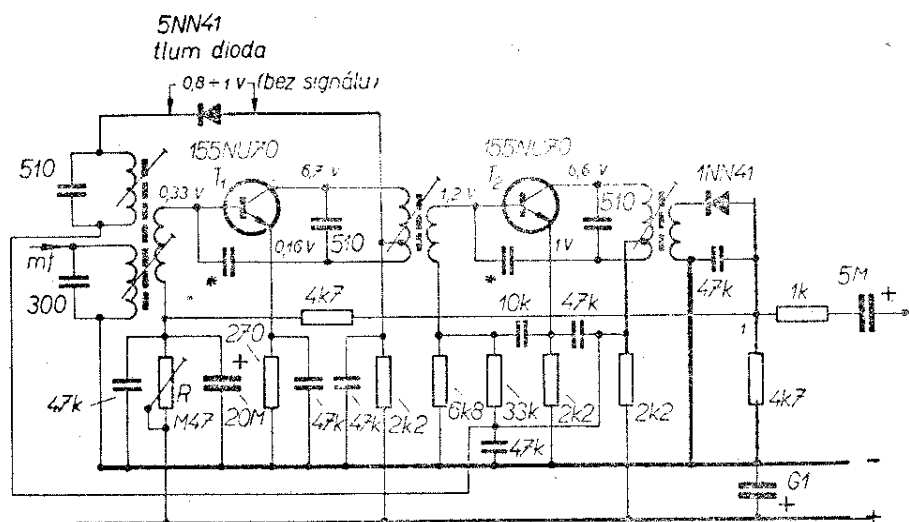 5NN41
tlum dioda
0,8 ÷ 1 V (bez signálu)
510
155NU70
T1
6,7 V
0,33 V
0,16 V
510
155NU70
T2
6,6 V
1,2 V
1V
510
1NN41
mf
300
*
*
47k
5M
+
4k7
10k
47k
1
1k
270
+
47k
R
M47
20M
47k
47k
2k2
6k8
33k
2k2
2k2
4k7
47k
-
G1
+
+